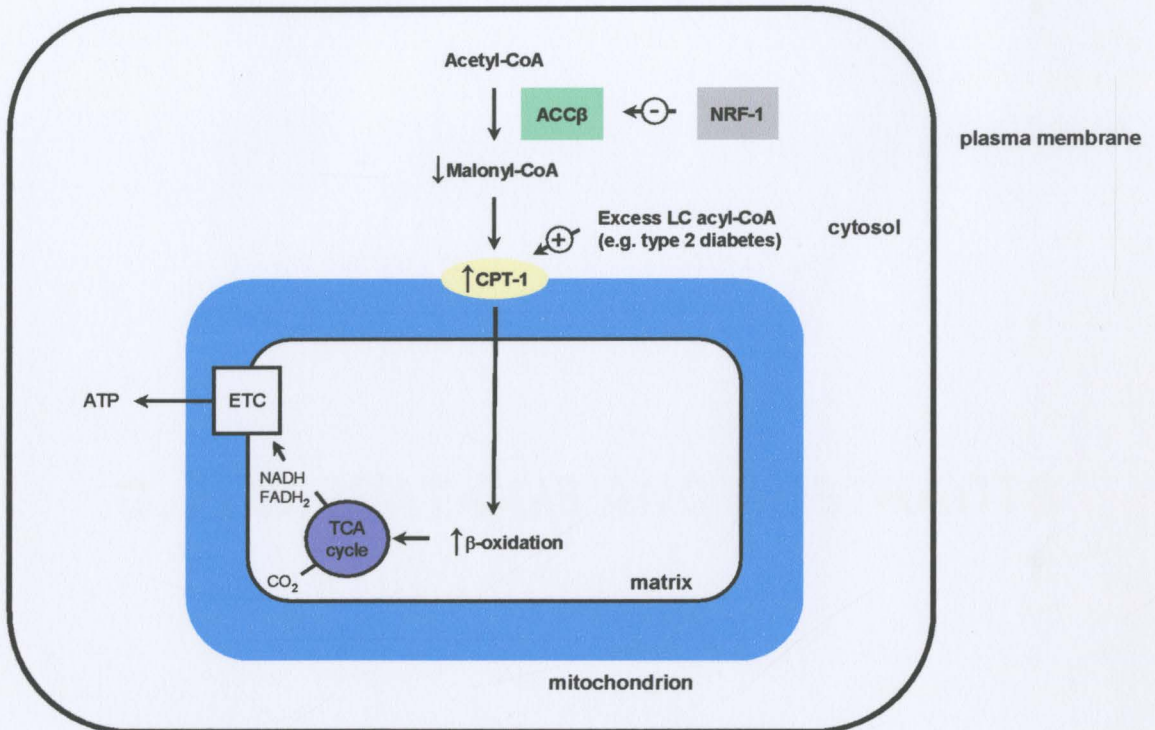 Acetyl-CoA
ACCβ
−
NRF-1
plasma membrane
↓Malonyl-CoA
Excess LC acyl-CoA
(e.g. type 2 diabetes)
+
cytosol
↑CPT-1
ATP
ETC
NADH
FADH₂
TCA
cycle
↑β-oxidation
CO₂
matrix
mitochondrion